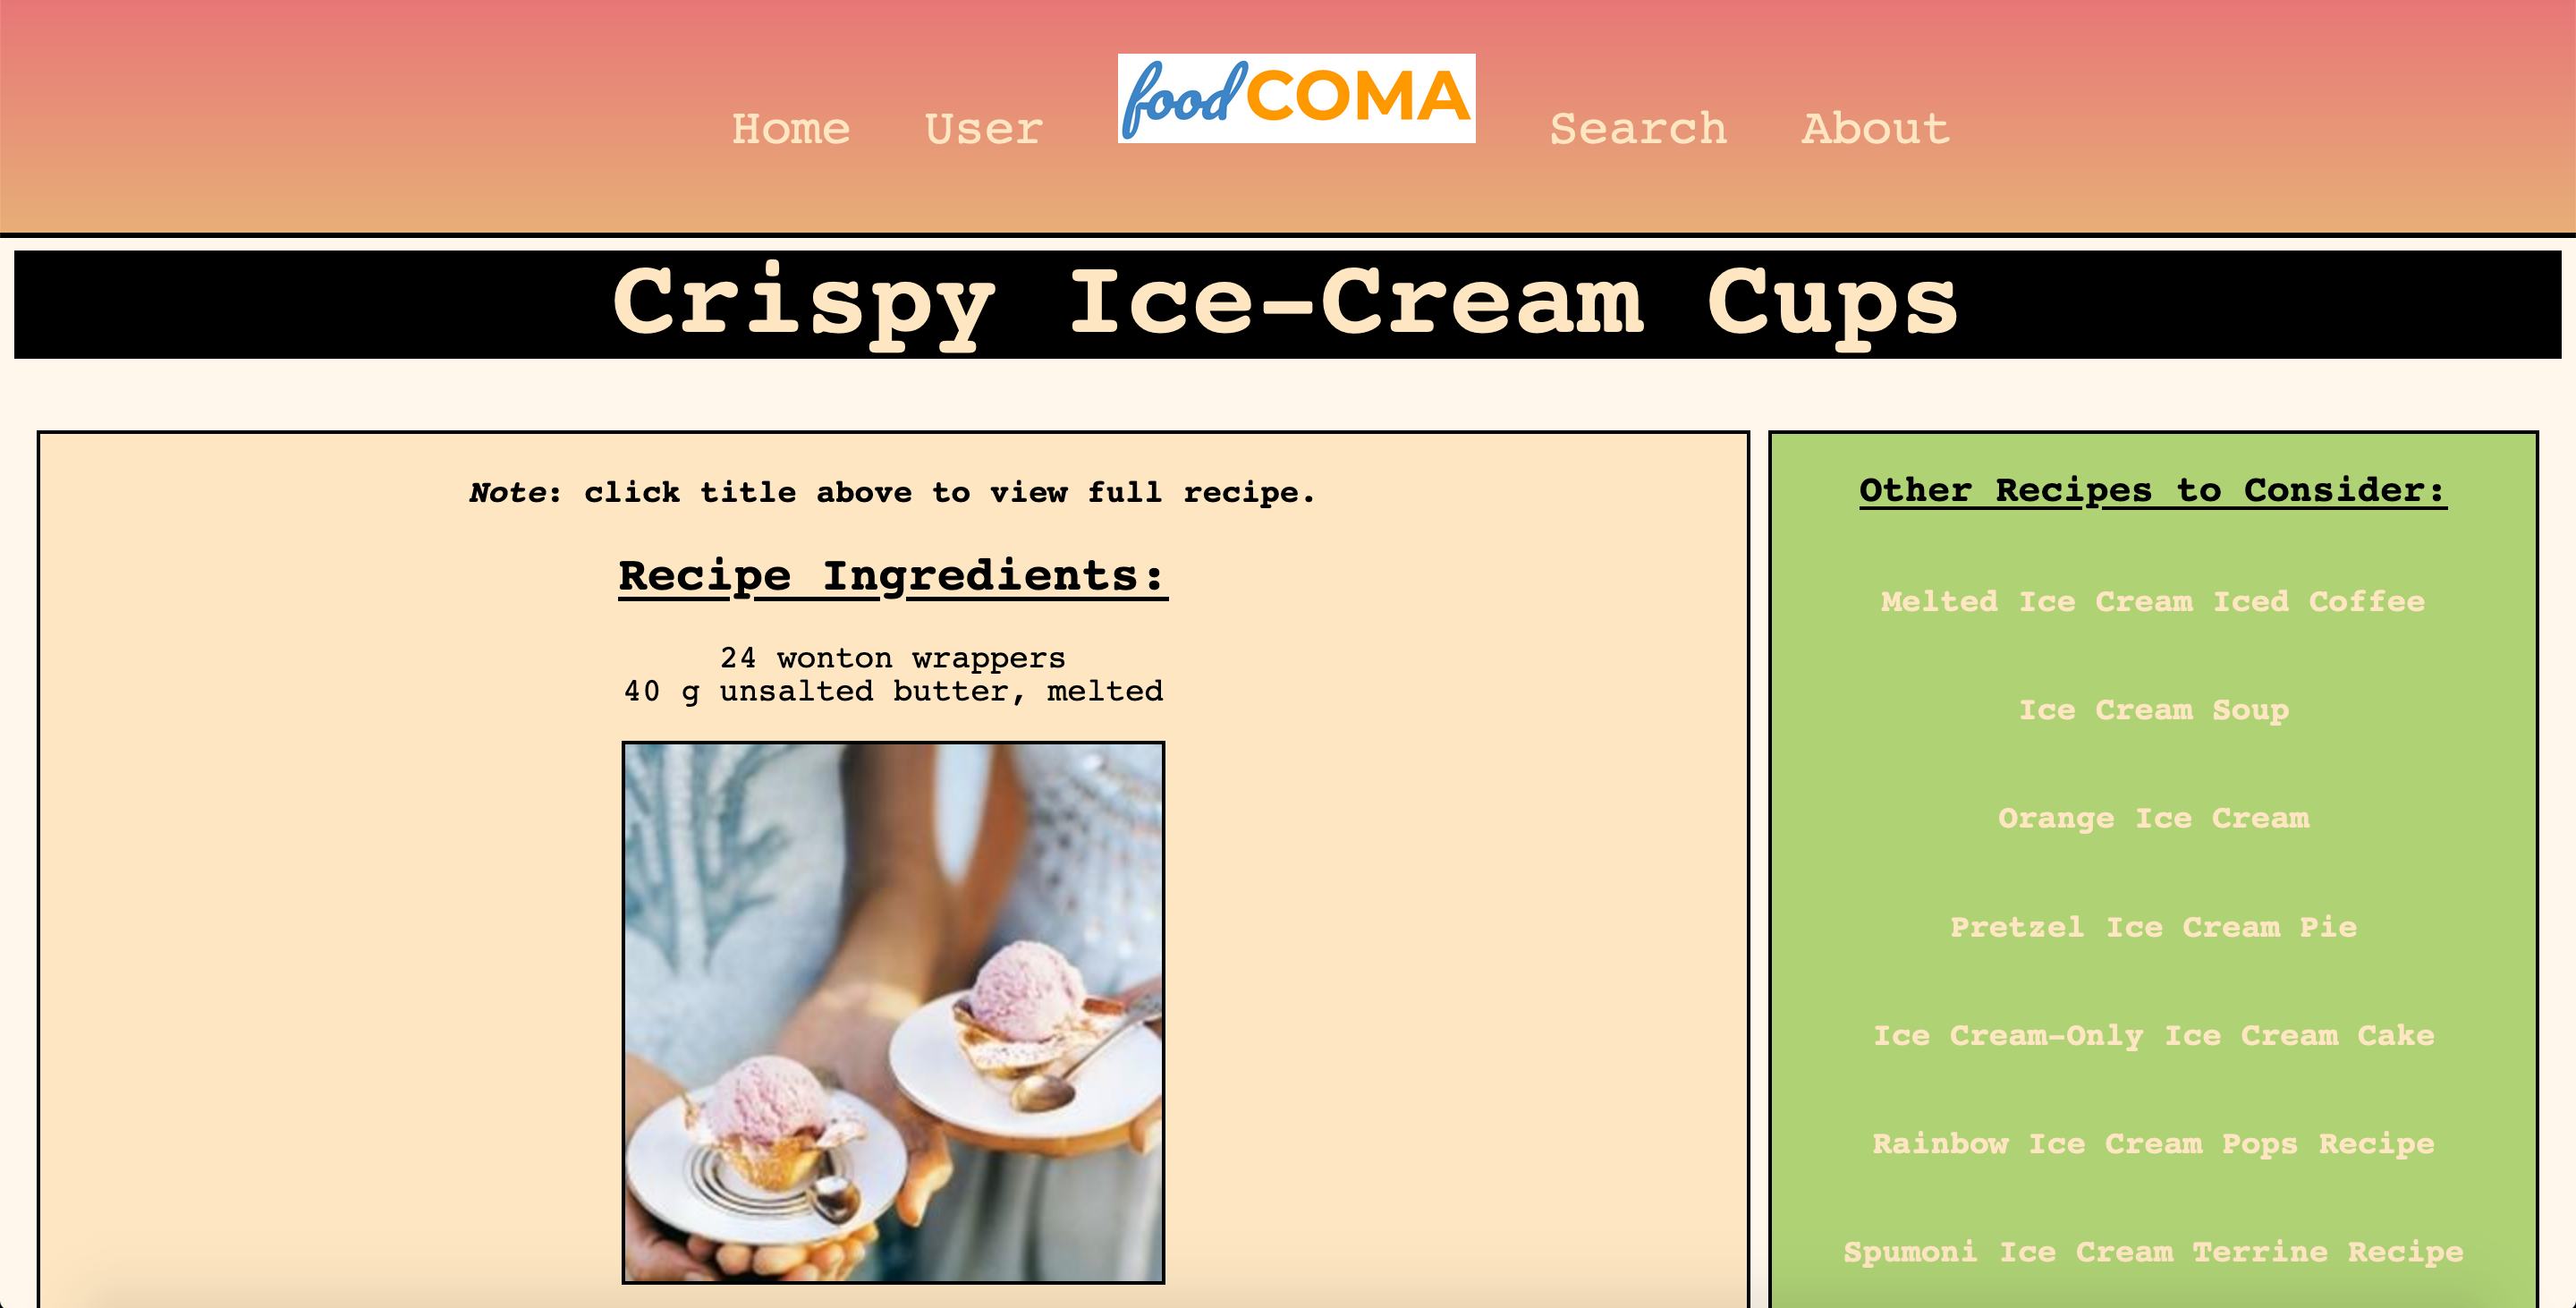 Home User foodCOMA Search About
Crispy Ice-Cream Cups
Note: click title above to view full recipe.
Recipe Ingredients:
24 wonton wrappers
40 g unsalted butter, melted
Other Recipes to Consider:
Melted Ice Cream Iced Coffee
Ice Cream Soup
Orange Ice Cream
Pretzel Ice Cream Pie
Ice Cream-Only Ice Cream Cake
Rainbow Ice Cream Pops Recipe
Spumoni Ice Cream Terrine Recipe